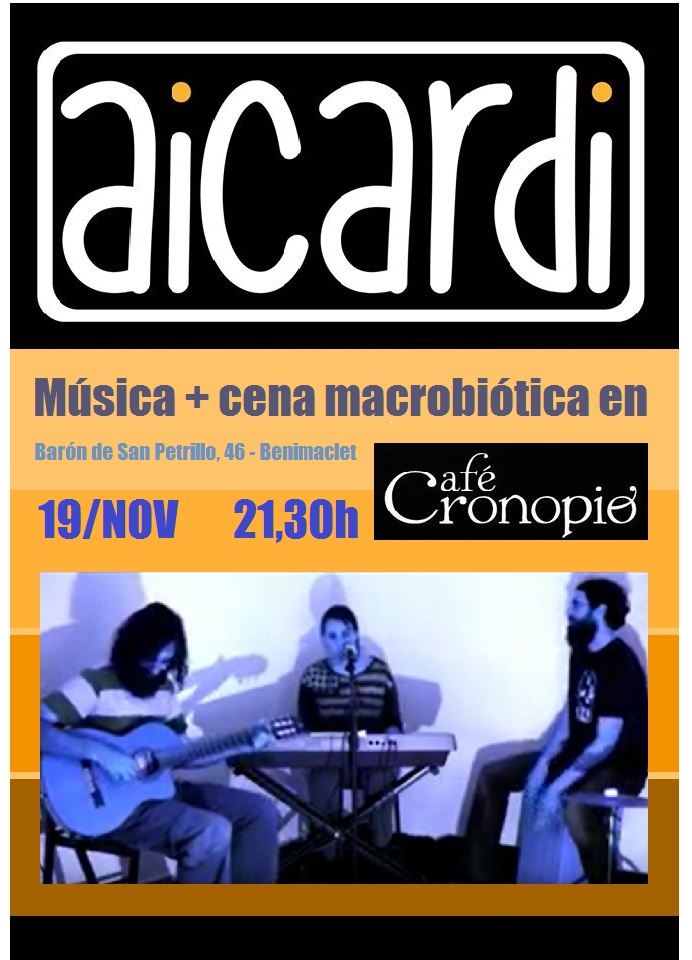 aicardi
Música + cena macrobiótica en
Barón de San Petrillo, 46 - Benimaclet
Café
Cronopio
19/NOV 21,30h